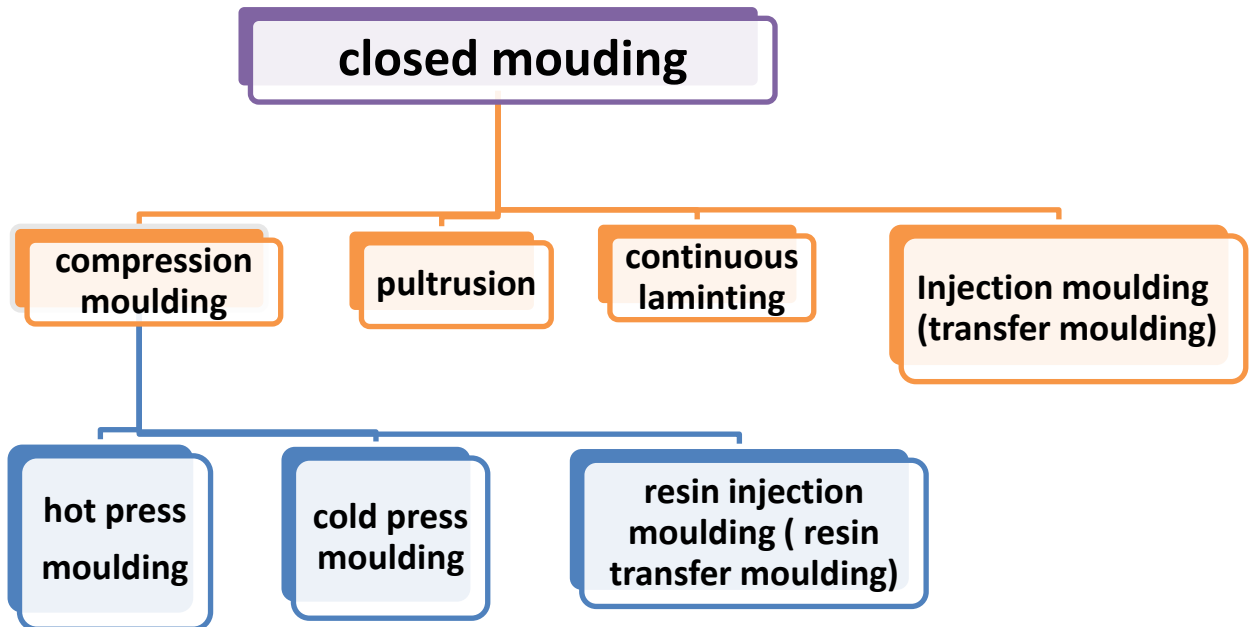 closed mouding
compression
moulding
pultrusion
continuous
laminting
Injection moulding
(transfer moulding)
hot press
moulding
cold press
moulding
resin injection
moulding ( resin
transfer moulding)